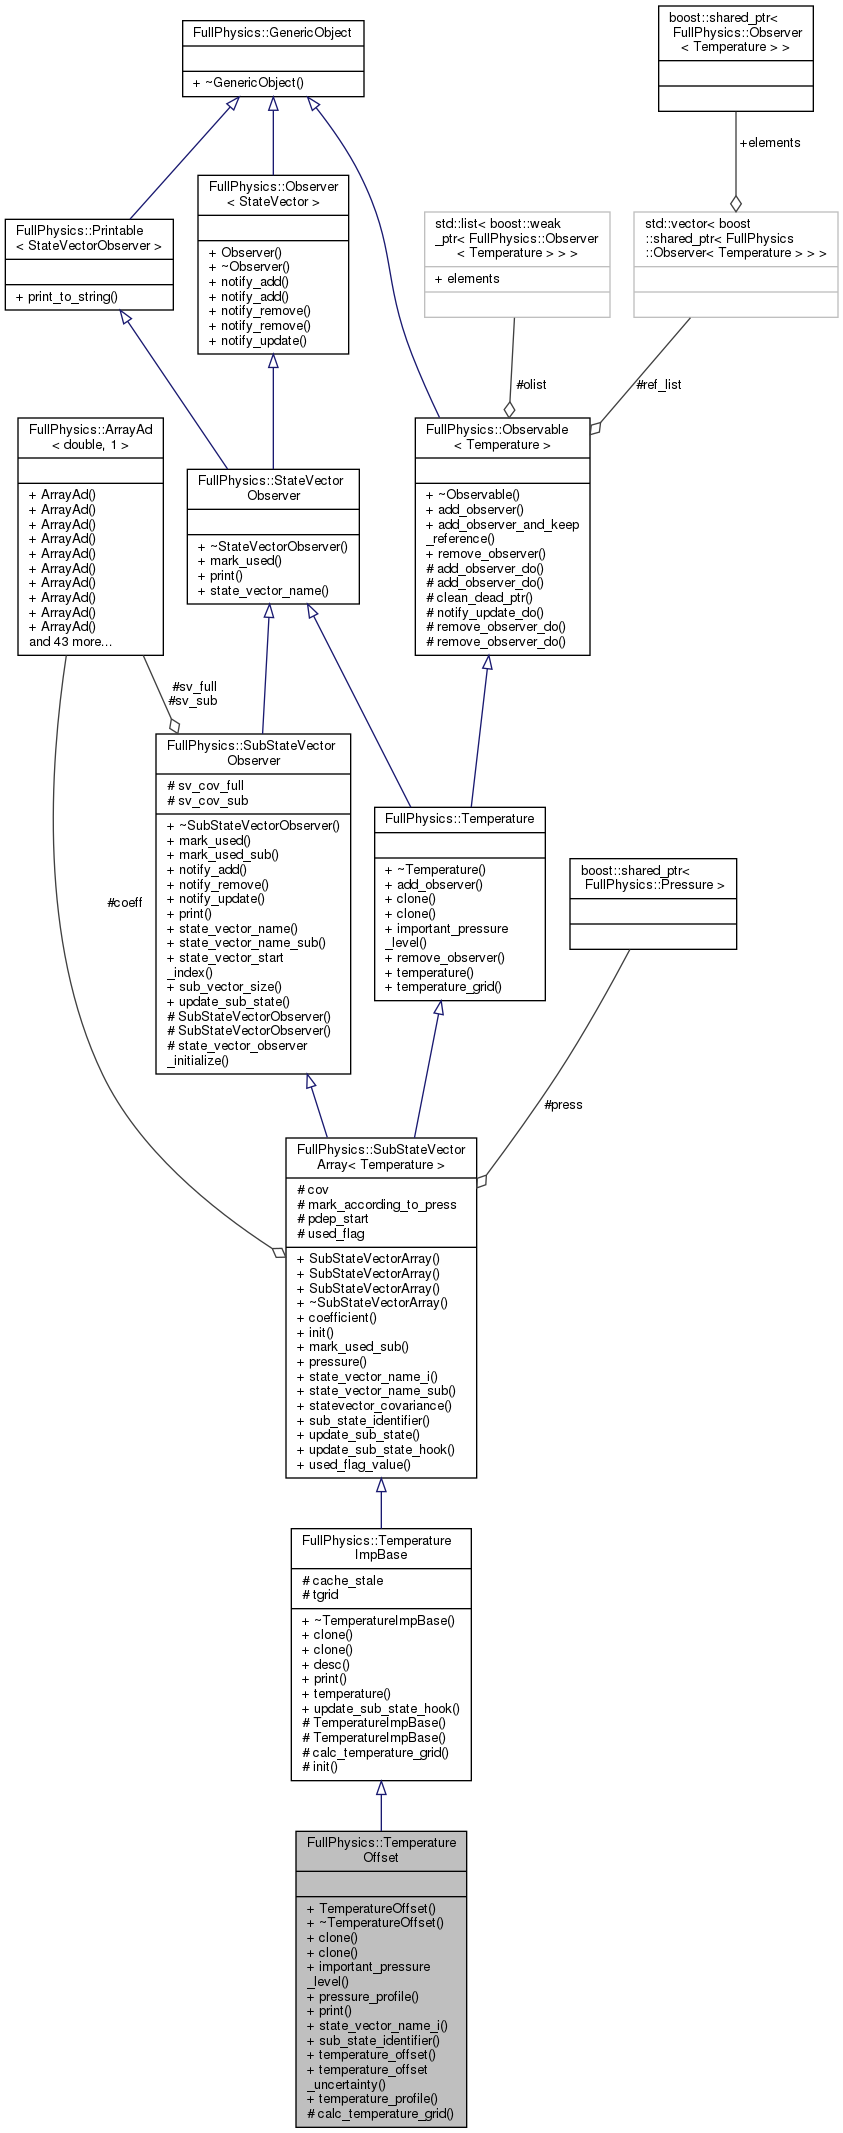 FullPhysics::GenericObject
+ ~GenericObject()
boost::shared_ptr<
FullPhysics::Observer
< Temperature > >
+elements
FullPhysics::Observer
< StateVector >
+ Observer()
+ ~Observer()
+ notify_add()
+ notify_add()
+ notify_remove()
+ notify_remove()
+ notify_update()
FullPhysics::Printable
< StateVectorObserver >
+ print_to_string()
std::list< boost::weak
_ptr< FullPhysics::Observer
< Temperature > > >
+ elements
std::vector< boost
::shared_ptr< FullPhysics
::Observer< Temperature > > >
#olist
#ref_list
FullPhysics::ArrayAd
< double, 1 >
+ ArrayAd()
+ ArrayAd()
+ ArrayAd()
+ ArrayAd()
+ ArrayAd()
+ ArrayAd()
+ ArrayAd()
+ ArrayAd()
+ ArrayAd()
+ ArrayAd()
and 43 more...
FullPhysics::StateVector
Observer
+ ~StateVectorObserver()
+ mark_used()
+ print()
+ state_vector_name()
FullPhysics::Observable
< Temperature >
+ ~Observable()
+ add_observer()
+ add_observer_and_keep
_reference()
+ remove_observer()
# add_observer_do()
# add_observer_do()
# clean_dead_ptr()
# notify_update_do()
# remove_observer_do()
# remove_observer_do()
#sv_full
#sv_sub
FullPhysics::SubStateVector
Observer
# sv_cov_full
# sv_cov_sub
+ ~SubStateVectorObserver()
+ mark_used()
+ mark_used_sub()
+ notify_add()
+ notify_remove()
+ notify_update()
+ print()
+ state_vector_name()
+ state_vector_name_sub()
+ state_vector_start
_index()
+ sub_vector_size()
+ update_sub_state()
# SubStateVectorObserver()
# SubStateVectorObserver()
# state_vector_observer
_initialize()
FullPhysics::Temperature
+ ~Temperature()
+ add_observer()
+ clone()
+ clone()
+ important_pressure
_level()
+ remove_observer()
+ temperature()
+ temperature_grid()
boost::shared_ptr<
FullPhysics::Pressure >
#coeff
#press
FullPhysics::SubStateVector
Array< Temperature >
# cov
# mark_according_to_press
# pdep_start
# used_flag
+ SubStateVectorArray()
+ SubStateVectorArray()
+ SubStateVectorArray()
+ ~SubStateVectorArray()
+ coefficient()
+ init()
+ mark_used_sub()
+ pressure()
+ state_vector_name_i()
+ state_vector_name_sub()
+ statevector_covariance()
+ sub_state_identifier()
+ update_sub_state()
+ update_sub_state_hook()
+ used_flag_value()
FullPhysics::Temperature
ImpBase
# cache_stale
# tgrid
+ ~TemperatureImpBase()
+ clone()
+ clone()
+ desc()
+ print()
+ temperature()
+ update_sub_state_hook()
# TemperatureImpBase()
# TemperatureImpBase()
# calc_temperature_grid()
# init()
FullPhysics::Temperature
Offset
+ TemperatureOffset()
+ ~TemperatureOffset()
+ clone()
+ clone()
+ important_pressure
_level()
+ pressure_profile()
+ print()
+ state_vector_name_i()
+ sub_state_identifier()
+ temperature_offset()
+ temperature_offset
_uncertainty()
+ temperature_profile()
# calc_temperature_grid()